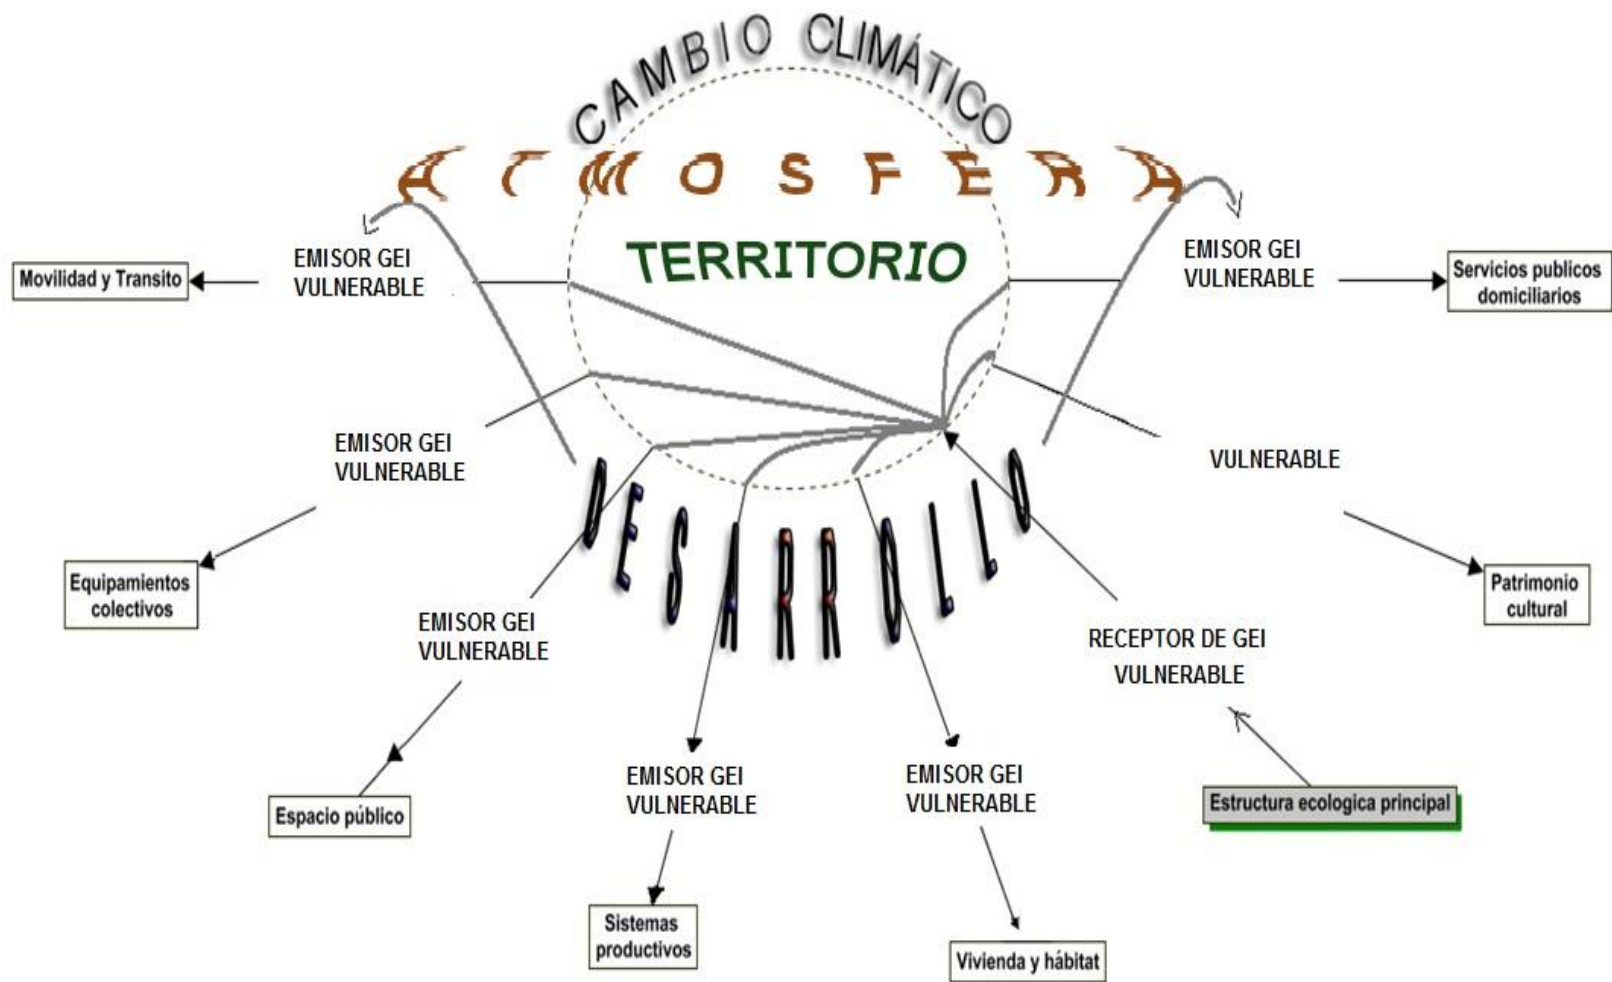 CAMBIO CLIMÁTICO
ATMOSFERA
TERRITORIO
EMISOR GEI
VULNERABLE
Movilidad y Transito
EMISOR GEI
VULNERABLE
Servicios publicos
domiciliarios
EMISOR GEI
VULNERABLE
Equipamientos
colectivos
VULNERABLE
Patrimonio
cultural
DESARROLLO
EMISOR GEI
VULNERABLE
Espacio público
RECEPTOR DE GEI
VULNERABLE
Estructura ecologica principal
EMISOR GEI
VULNERABLE
Sistemas
productivos
EMISOR GEI
VULNERABLE
Vivienda y hábitat